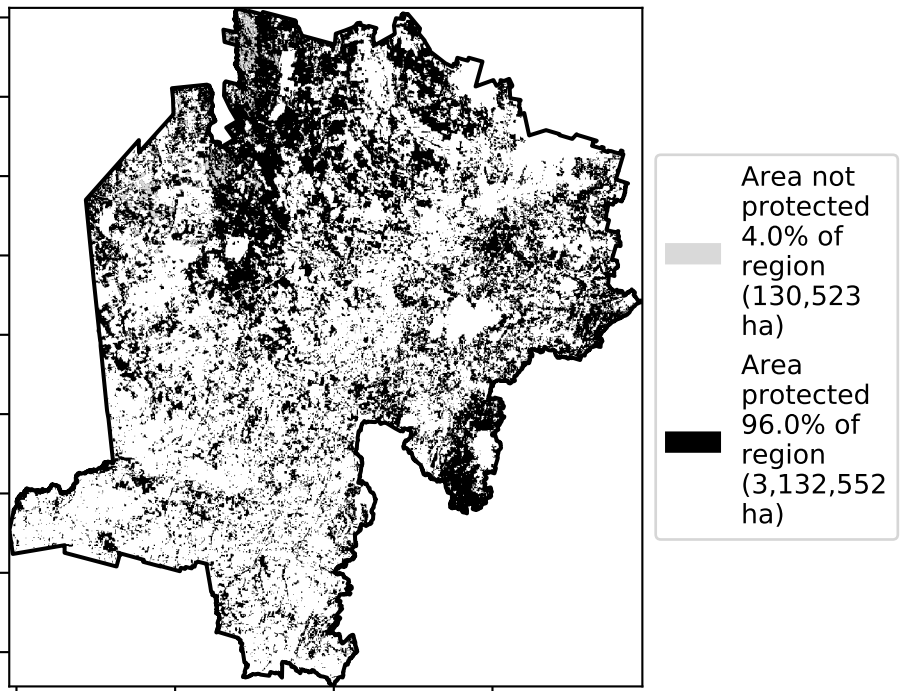 Area not
protected
4.0% of
region
(130,523
ha)
Area
protected
96.0% of
region
(3,132,552
ha)